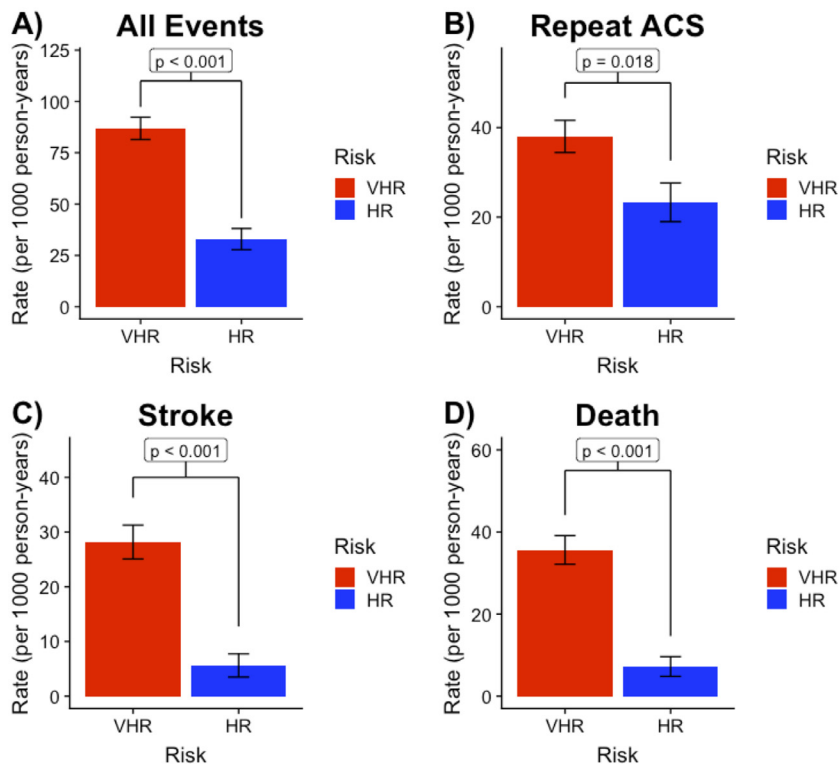 A)
All Events
Rate (per 1000 person-years)
125
100
75
50
25
0
p < 0.001
VHR
HR
Risk
Risk
VHR
HR
B)
Repeat ACS
Rate (per 1000 person-years)
40
20
0
p = 0.018
VHR
HR
Risk
Risk
VHR
HR
C)
Stroke
Rate (per 1000 person-years)
40
30
20
10
0
p < 0.001
VHR
HR
Risk
Risk
VHR
HR
D)
Death
Rate (per 1000 person-years)
60
40
20
0
p < 0.001
VHR
HR
Risk
Risk
VHR
HR